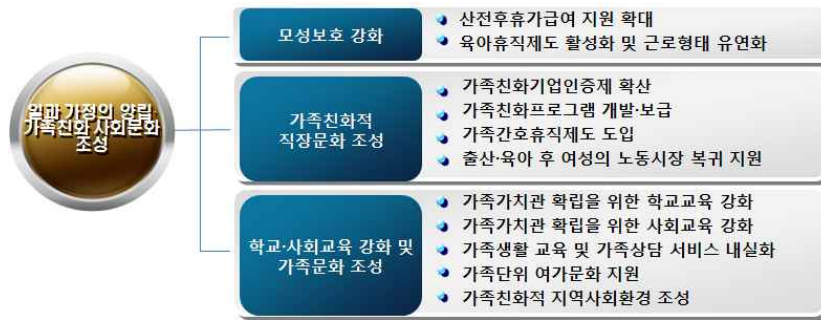 일과 가정의 양립·
가족친화 사회문화
조성
모성보호 강화
산전후휴가급여 지원 확대
육아휴직제도 활성화 및 근로형태 유연화
가족친화적
직장문화 조성
가족친화기업인증제 확산
가족친화프로그램 개발·보급
가족간호휴직제도 도입
출산·육아 후 여성의 노동시장 복귀 지원
학교·사회교육 강화 및
가족문화 조성
가족가치관 확립을 위한 학교교육 강화
가족가치관 확립을 위한 사회교육 강화
가족생활 교육 및 가족상담 서비스 내실화
가족단위 여가문화 지원
가족친화적 지역사회환경 조성